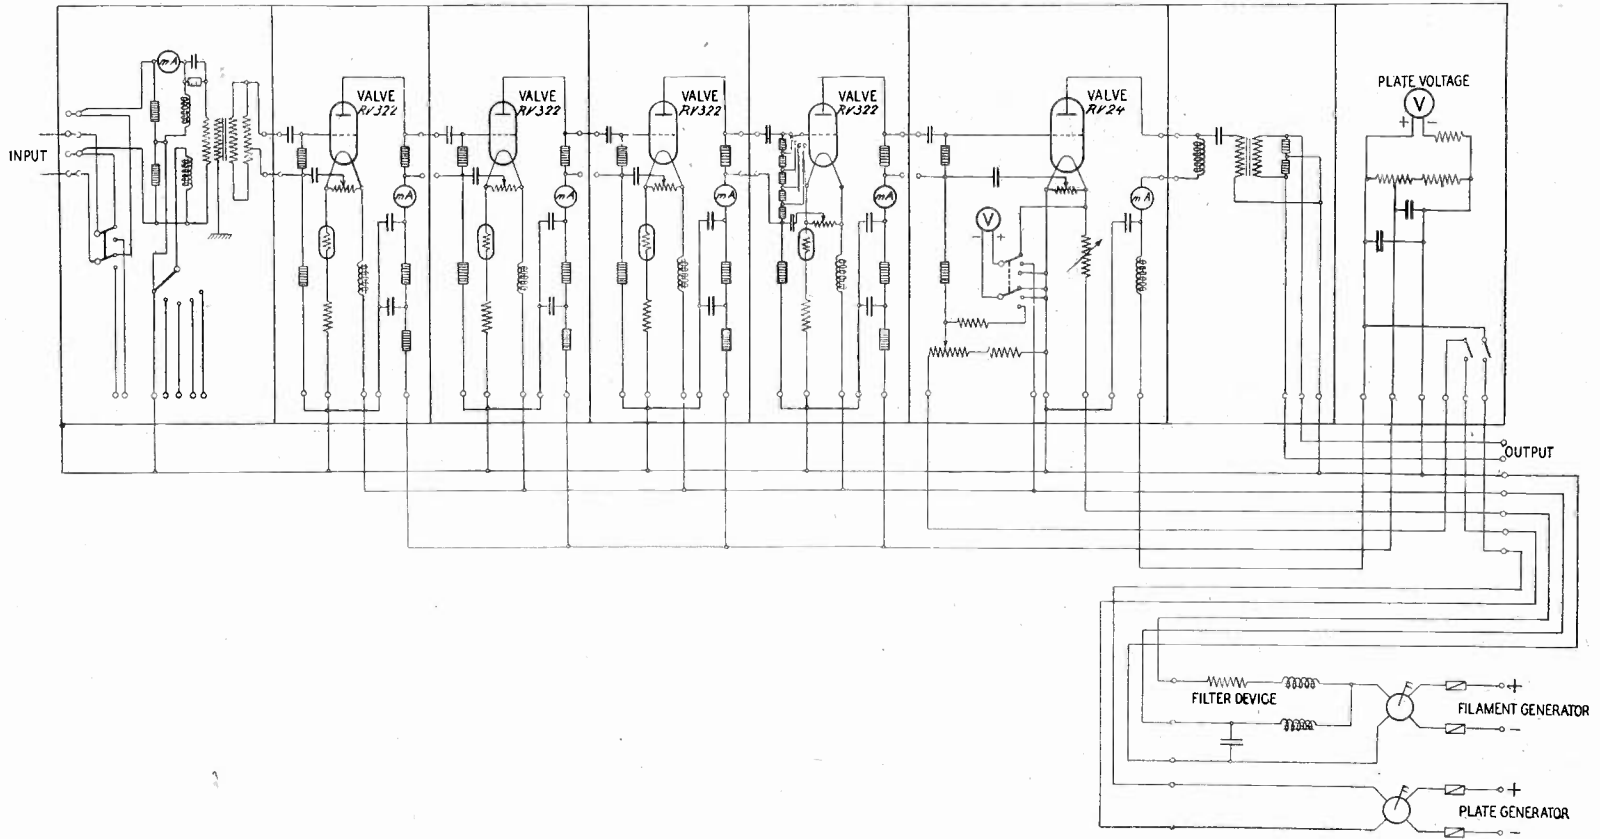 PLATE VOLTAGE
V
+ -
mA
VALVE
RV322
VALVE
RV322
VALVE
RV322
VALVE
RV322
VALVE
RV24
INPUT
mA
mA
mA
mA
mA
V
- +
OUTPUT
FILTER DEVICE
+
FILAMENT GENERATOR
-
+
PLATE GENERATOR
-